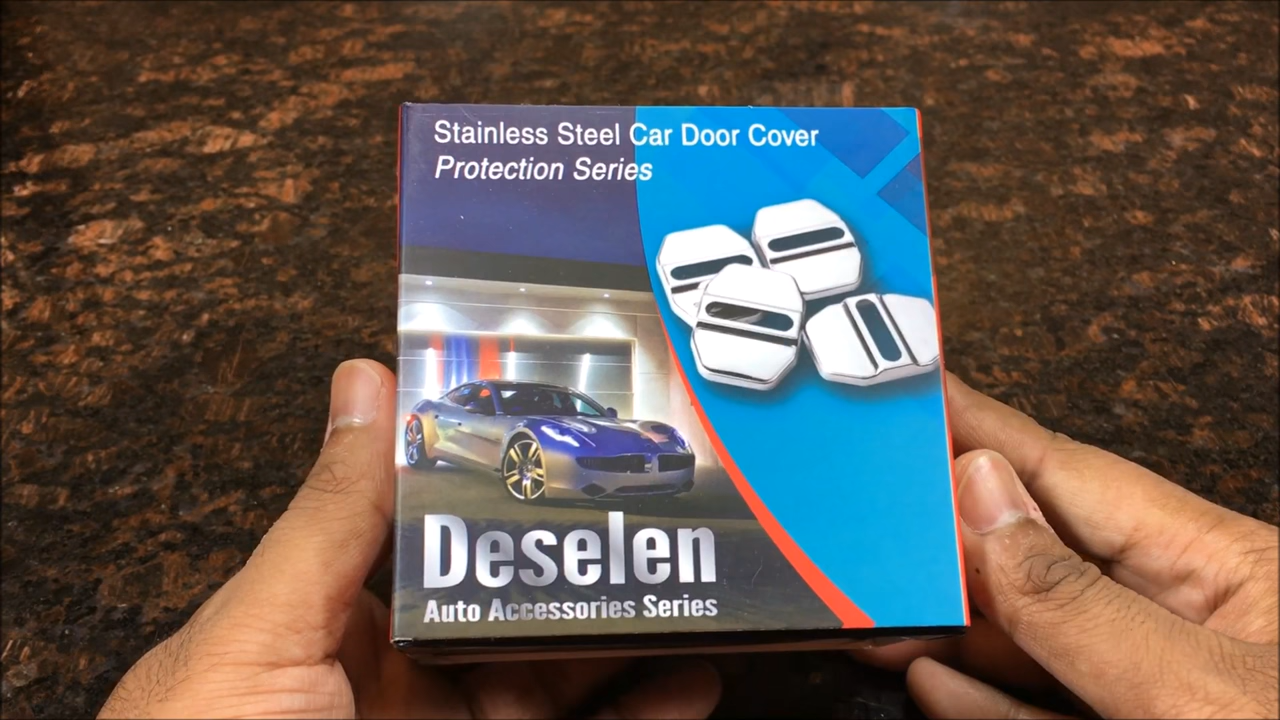 Stainless Steel Car Door Cover
Protection Series
Deselen
Auto Accessories Series